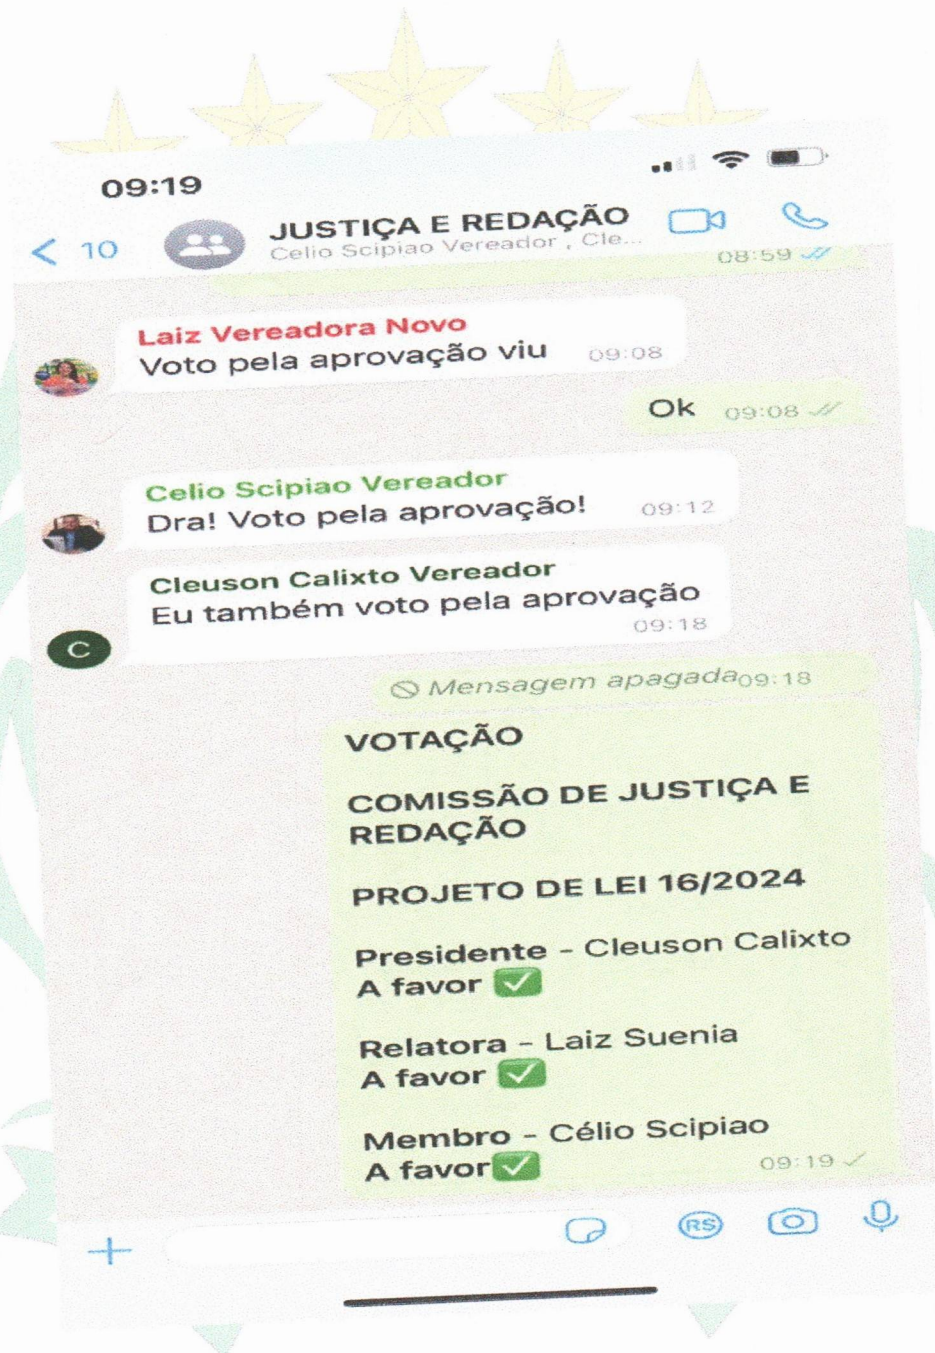 09:19
10
JUSTIÇA E REDAÇÃO
Celio Scipiao Vereador , Cle...
08:59
Laiz Vereadora Novo
Voto pela aprovação viu 09:08
Ok 09:08
Celio Scipiao Vereador
Dra! Voto pela aprovação! 09:12
Cleuson Calixto Vereador
Eu também voto pela aprovação
09:18
C
Mensagem apagada 09:18
VOTAÇÃO
COMISSÃO DE JUSTIÇA E
REDAÇÃO
PROJETO DE LEI 16/2024
Presidente - Cleuson Calixto
A favor ✅
Relatora - Laiz Suenia
A favor ✅
Membro - Célio Scipiao
A favor✅ 09:19
R$